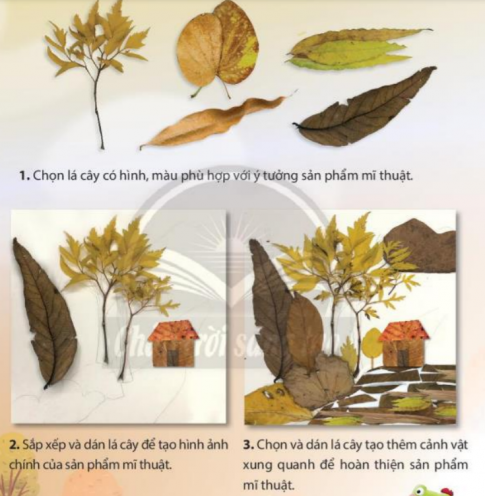 1. Chọn lá cây có hình, màu phù hợp với ý tưởng sản phẩm mĩ thuật.
2. Sắp xếp và dán lá cây để tạo hình ảnh
chính của sản phẩm mĩ thuật.
3. Chọn và dán lá cây tạo thêm cảnh vật
xung quanh để hoàn thiện sản phẩm
mĩ thuật.